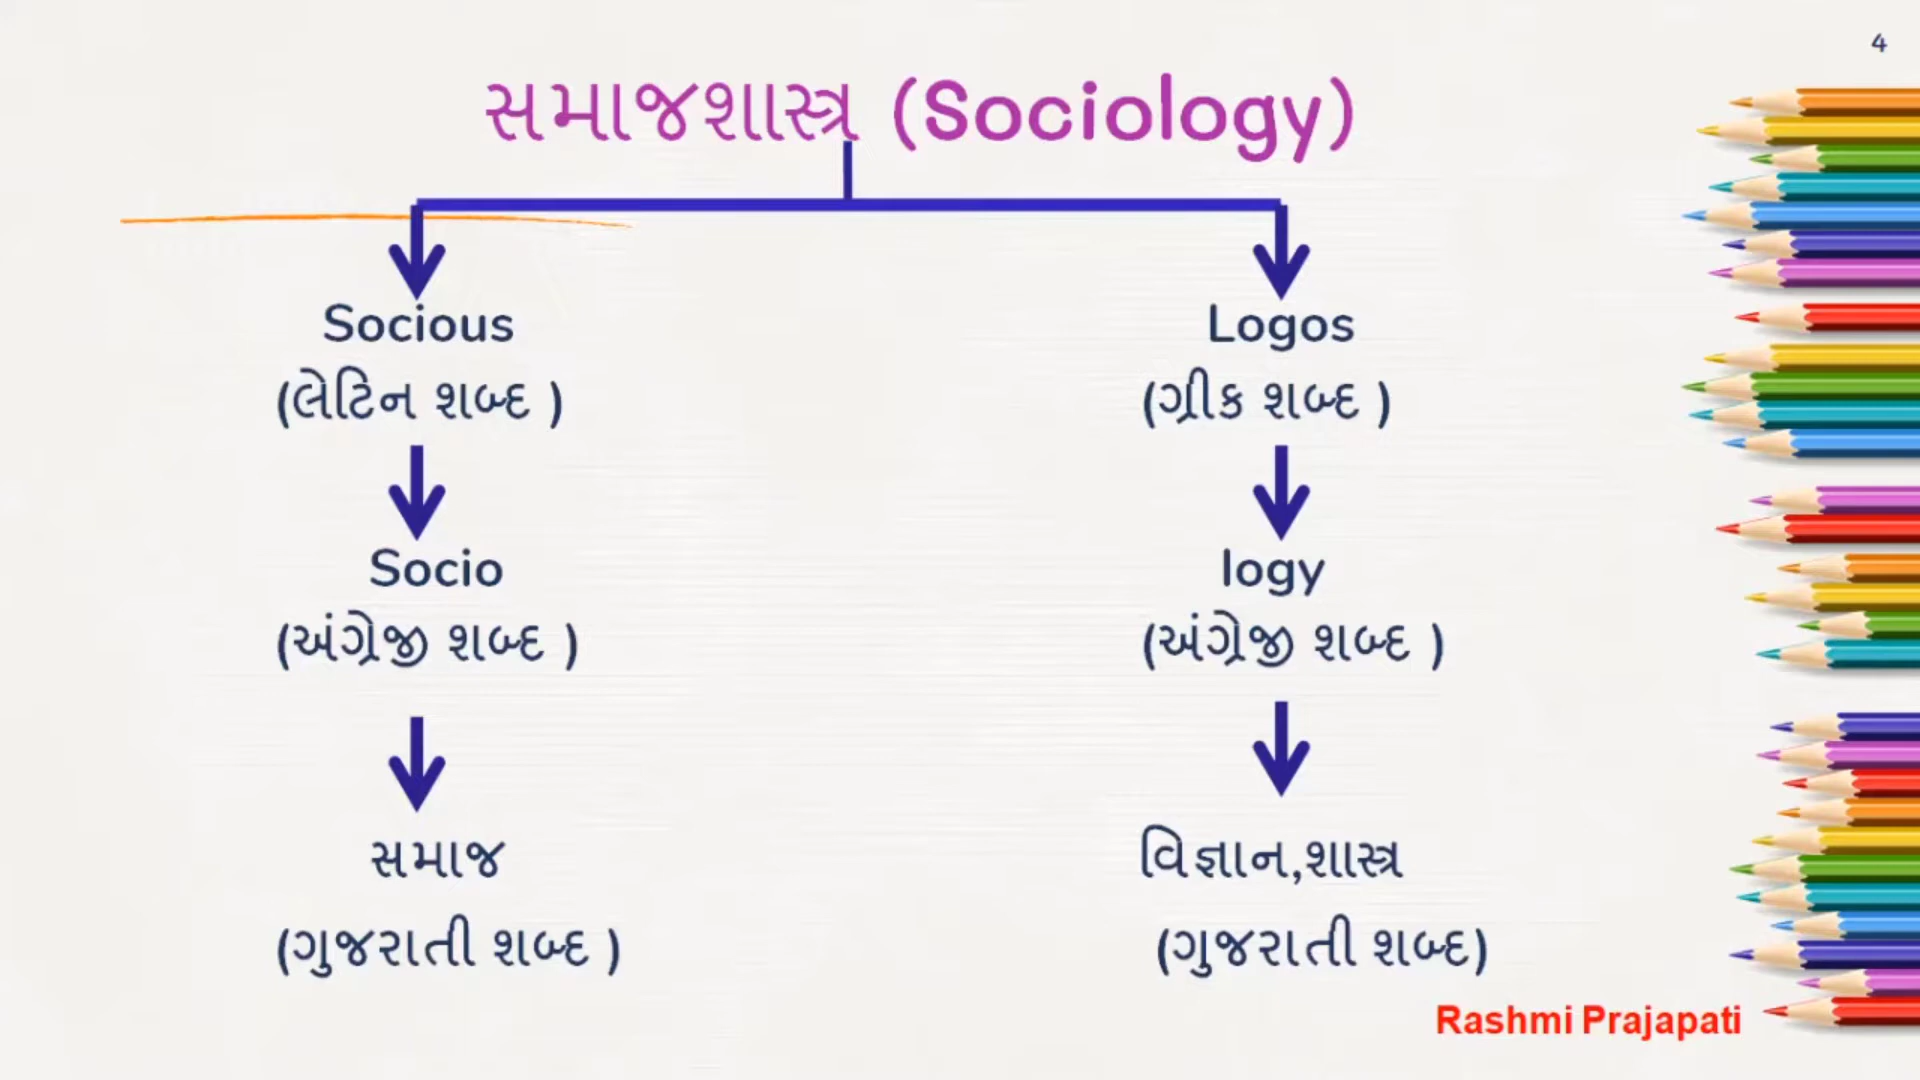 4
સમાજશાસ્ત્ર (Sociology)
Socious
(લેટિન શબ્દ )
Socio
(અંગ્રેજી શબ્દ )
સમાજ
(ગુજરાતી શબ્દ )
Logos
(ગ્રીક શબ્દ )
logy
(અંગ્રેજી શબ્દ )
વિજ્ઞાન,શાસ્ત્ર
(ગુજરાતી શબ્દ)
Rashmi Prajapati